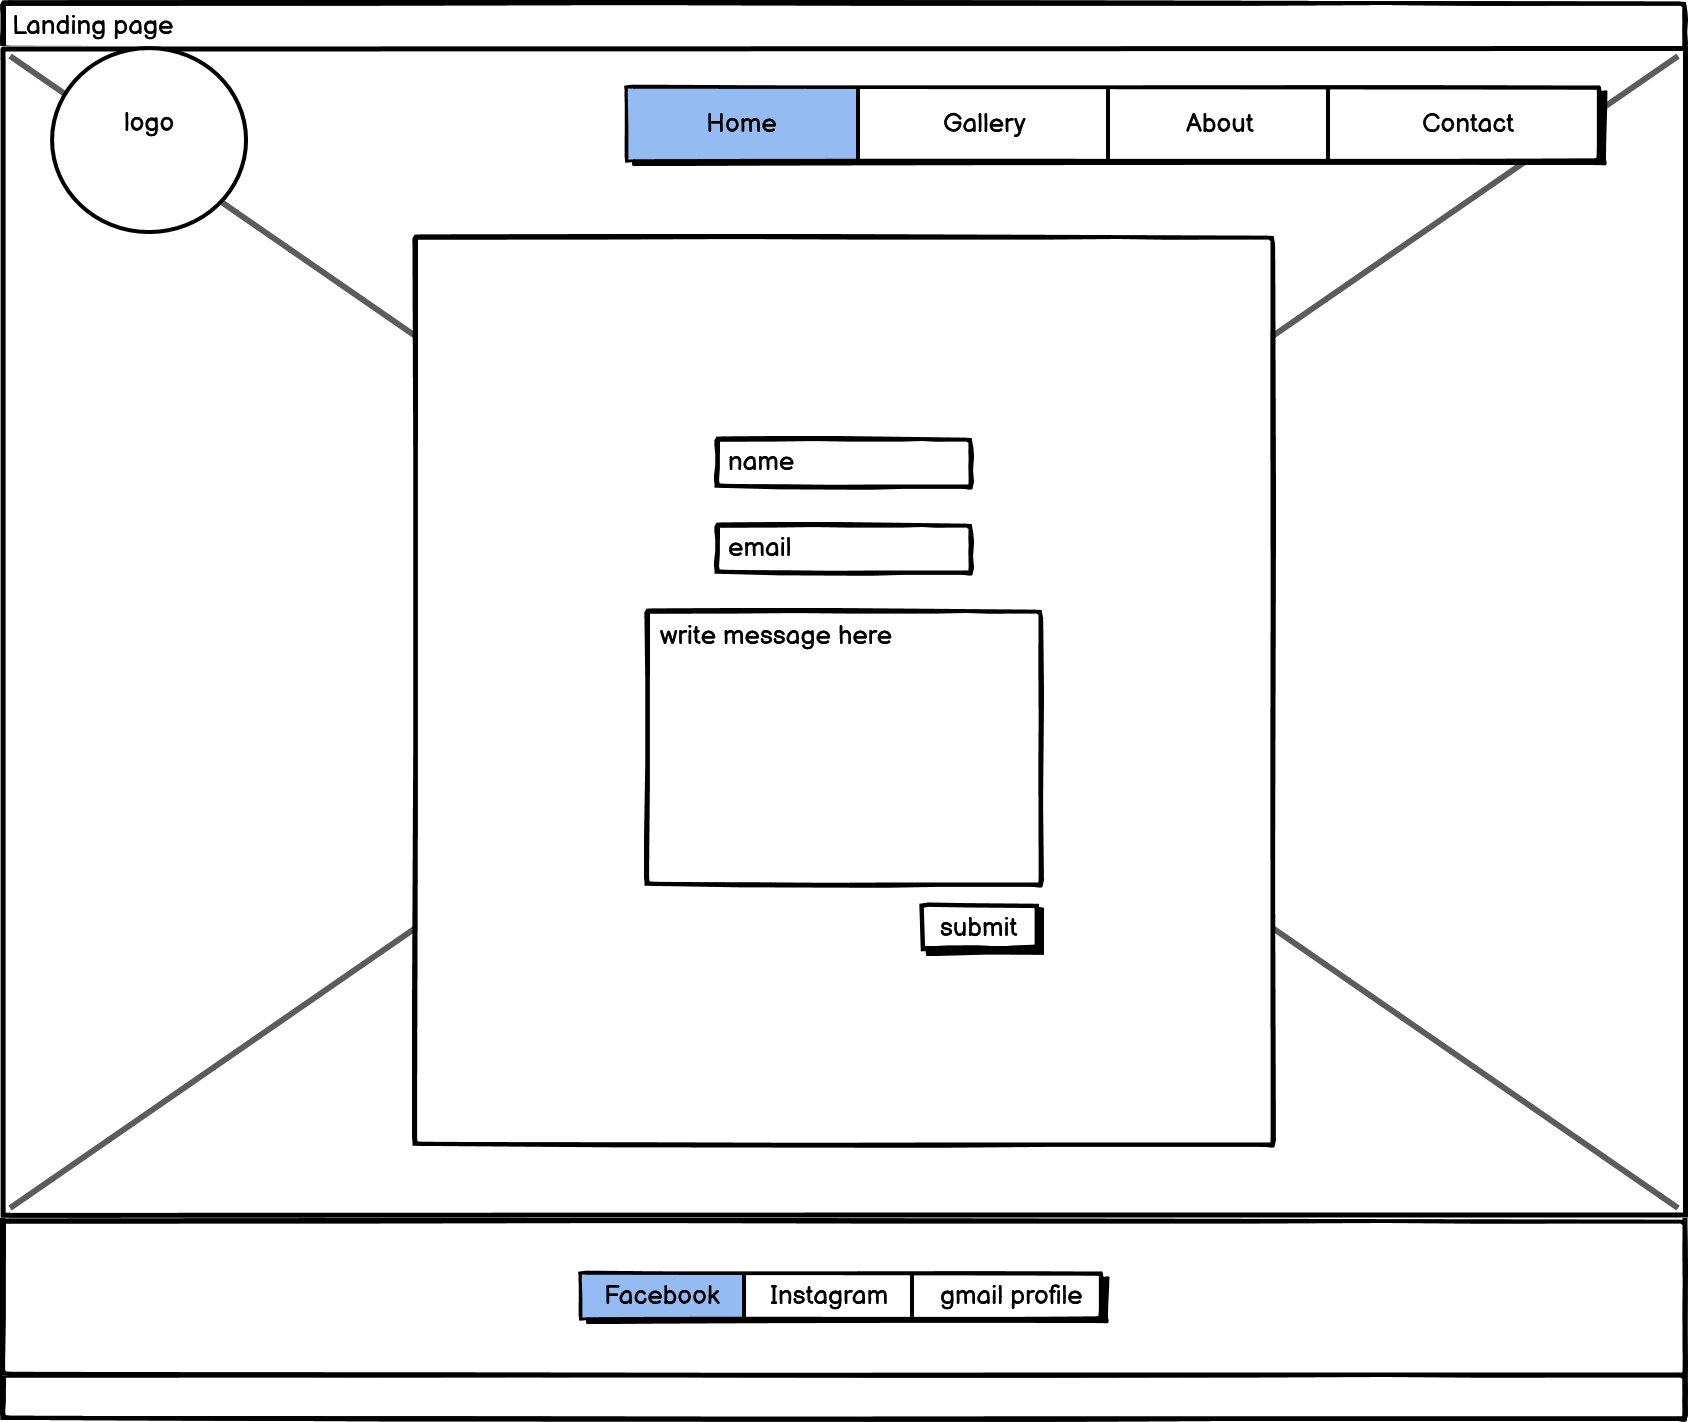 Landing page
logo
Home
Gallery
About
Contact
name
email
write message here
submit
Facebook
Instagram
gmail profile